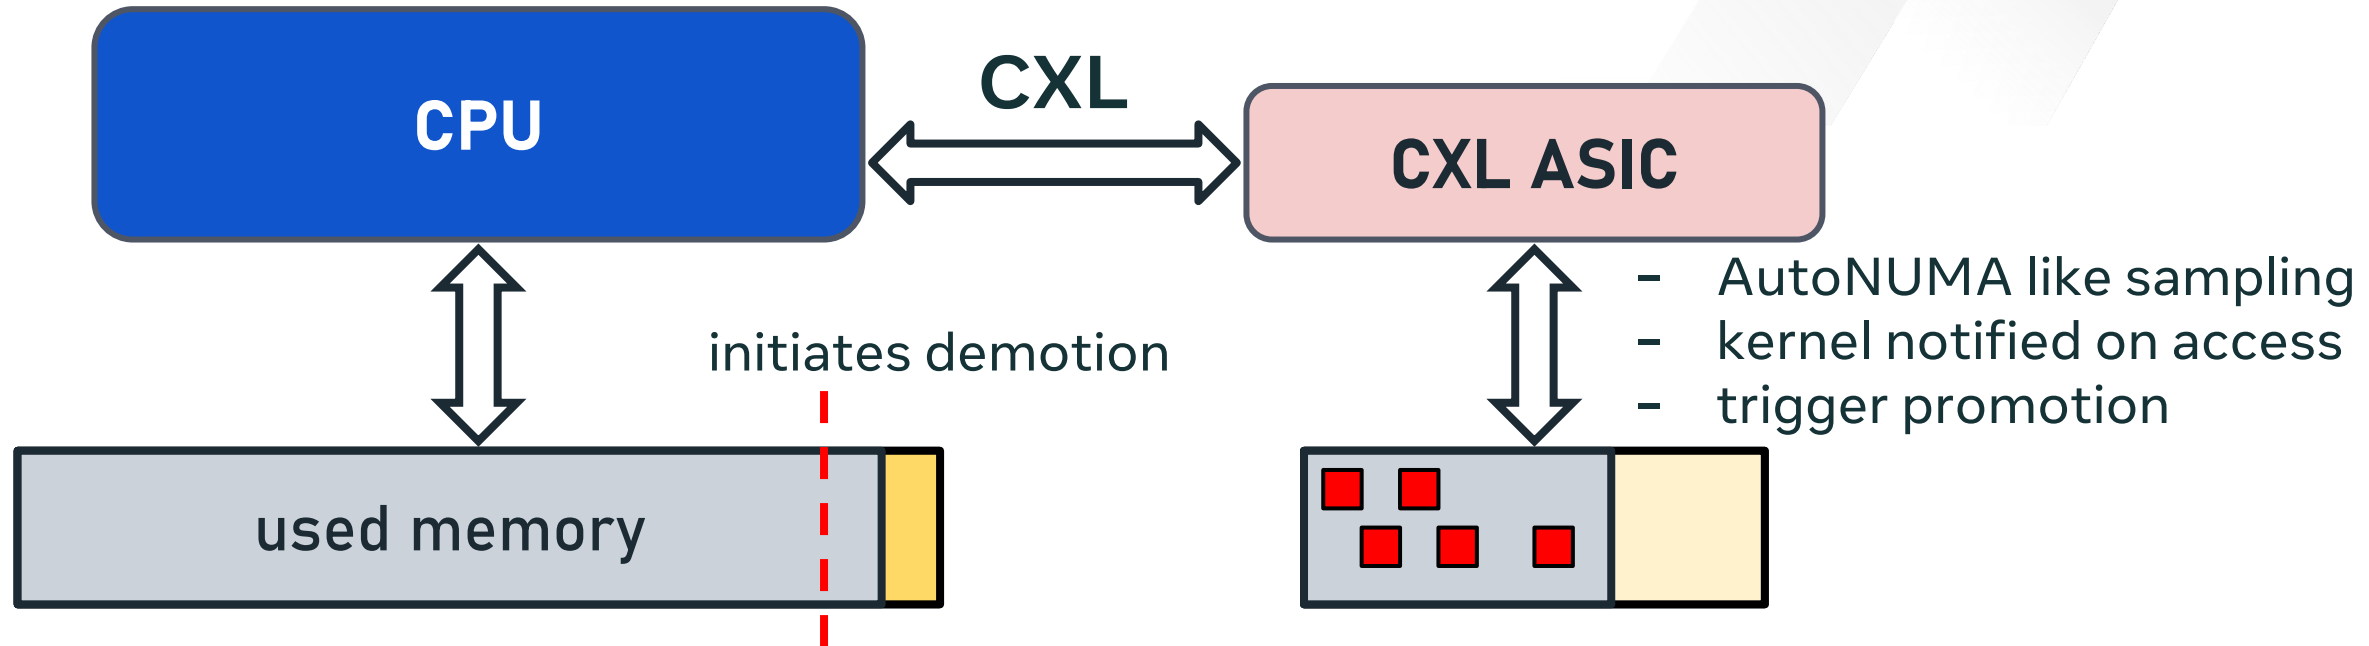 CPU
CXL
CXL ASIC
initiates demotion
- AutoNUMA like sampling
- kernel notified on access
- trigger promotion
used memory